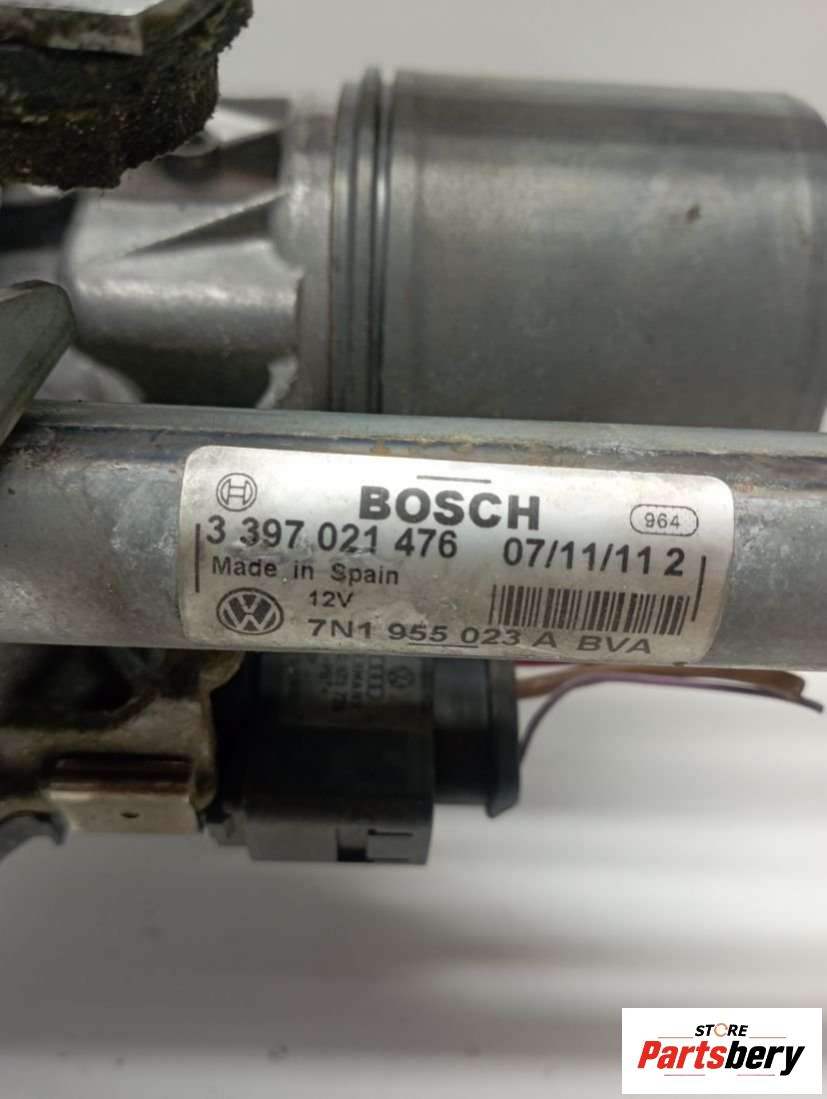 BOSCH
964
3 397 021 476 07/11/11 2
Made in Spain
12V
7N1 955 023 A BVA
STORE
Partsbery